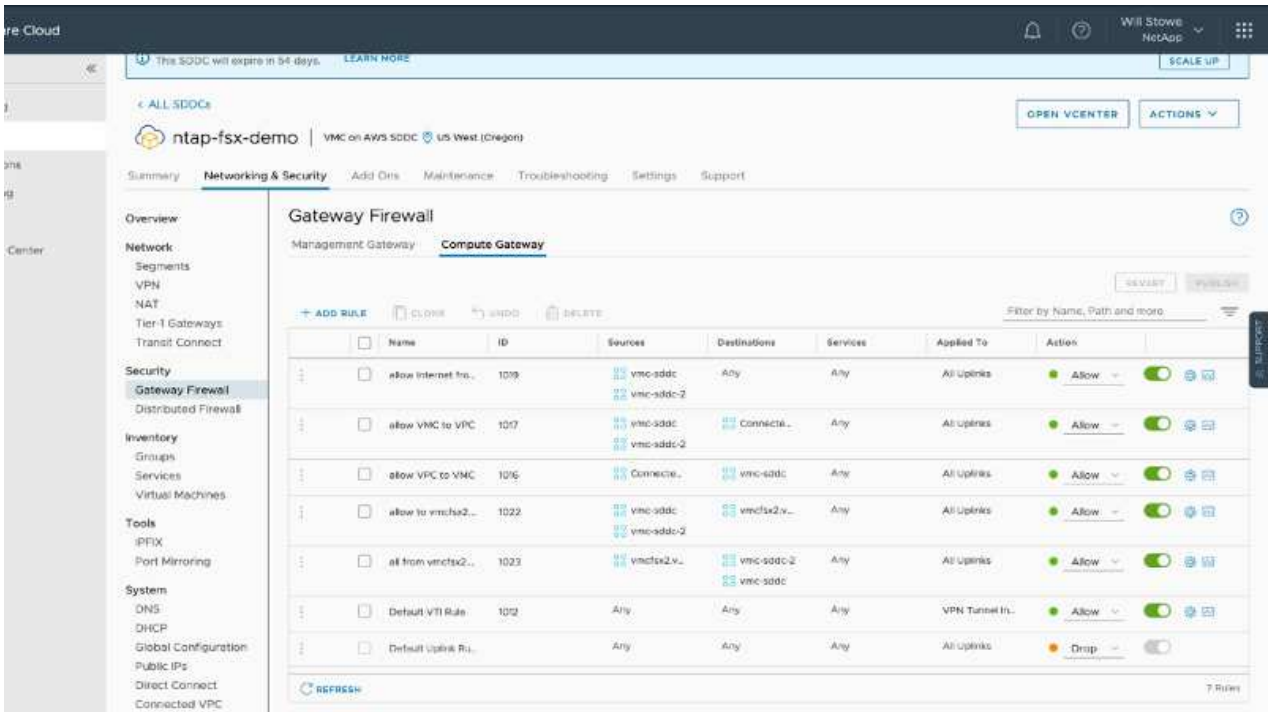 re Cloud
Will Stowe
NetApp
This SDDC will expire in 54 days. LEARN MORE
SCALE UP
ALL SDDCs
OPEN VCENTER
ACTIONS
ntap-fsx-demo | VMC on AWS SDDC US West (Oregon)
Summary Networking & Security Add Ons Maintenance Troubleshooting Settings Support
Overview
Network
Segments
VPN
NAT
Tier-1 Gateways
Transit Connect
Security
Gateway Firewall
Distributed Firewall
Inventory
Groups
Services
Virtual Machines
Tools
IPFIX
Port Mirroring
System
DNS
DHCP
Global Configuration
Public IPs
Direct Connect
Connected VPC
Center
Gateway Firewall
Management Gateway Compute Gateway
REVERT PUBLISH
+ ADD RULE CLONE UNDO DELETE
Filter by Name, Path and more
Name ID Sources Destinations Services Applied To Action
allow internet fro... 1019 vmc-sddc Any Any All Uplinks Allow
vmc-sddc-2
allow VMC to VPC 1017 vmc-sddc Connecte... Any All Uplinks Allow
vmc-sddc-2
allow VPC to VMC 1016 Connecte... vmc-sddc Any All Uplinks Allow
allow to vmcfsx2... 1022 vmc-sddc vmcfsx2.v... Any All Uplinks Allow
vmc-sddc-2
all from vmcfsx2... 1023 vmcfsx2.v... vmc-sddc-2 Any All Uplinks Allow
vmc-sddc
Default VTI Rule 1012 Any Any Any VPN Tunnel In... Allow
Default Uplink Ru... Any Any Any All Uplinks Drop
REFRESH
7 Rules
SUPPORT